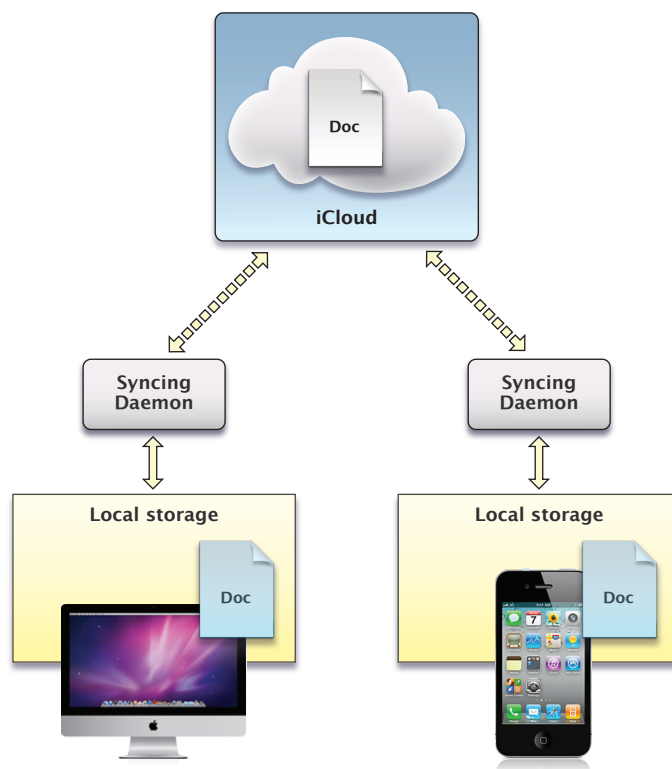 Doc
iCloud
Syncing
Daemon
Syncing
Daemon
Local storage
Local storage
Doc
Doc